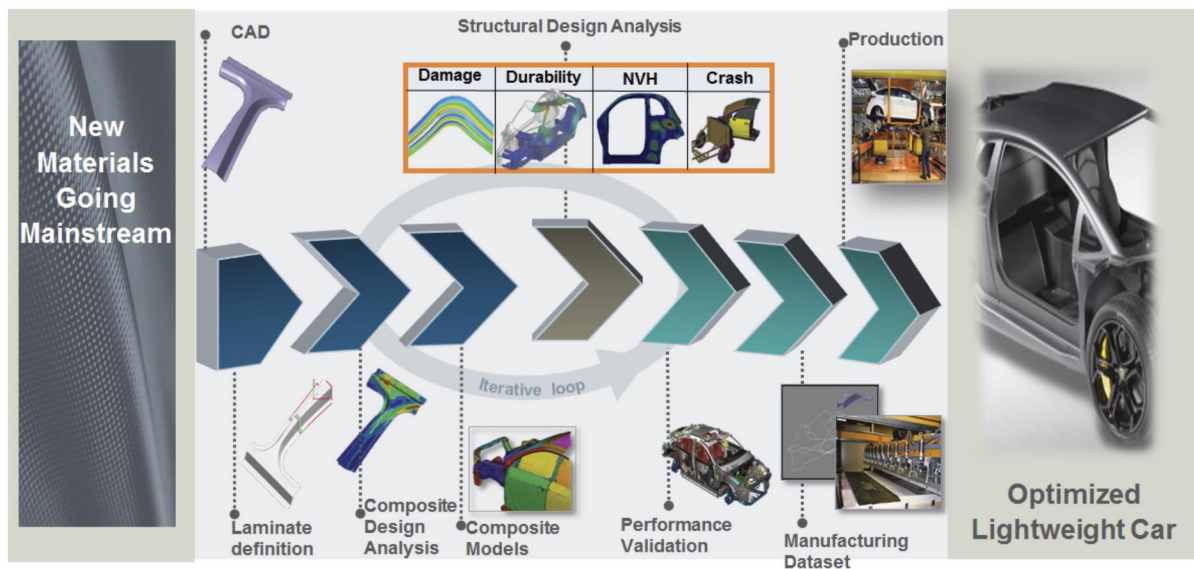 New
Materials
Going
Mainstream
CAD
Structural Design Analysis
Production
Damage
Durability
NVH
Crash
Iterative loop
Laminate
definition
Composite
Design
Analysis
Composite
Models
Performance
Validation
Manufacturing
Dataset
Optimized
Lightweight Car